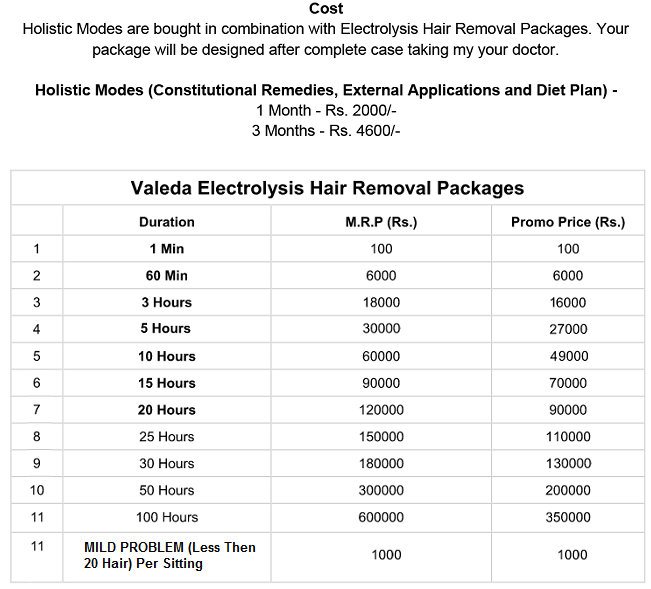 Cost
Holistic Modes are bought in combination with Electrolysis Hair Removal Packages. Your
package will be designed after complete case taking my your doctor.
Holistic Modes (Constitutional Remedies, External Applications and Diet Plan) -
1 Month - Rs. 2000/-
3 Months - Rs. 4600/-
Valeda Electrolysis Hair Removal Packages
Duration M.R.P (Rs.) Promo Price (Rs.)
1 1 Min 100 100
2 60 Min 6000 6000
3 3 Hours 18000 16000
4 5 Hours 30000 27000
5 10 Hours 60000 49000
6 15 Hours 90000 70000
7 20 Hours 120000 90000
8 25 Hours 150000 110000
9 30 Hours 180000 130000
10 50 Hours 300000 200000
11 100 Hours 600000 350000
11 MILD PROBLEM (Less Then
20 Hair) Per Sitting 1000 1000